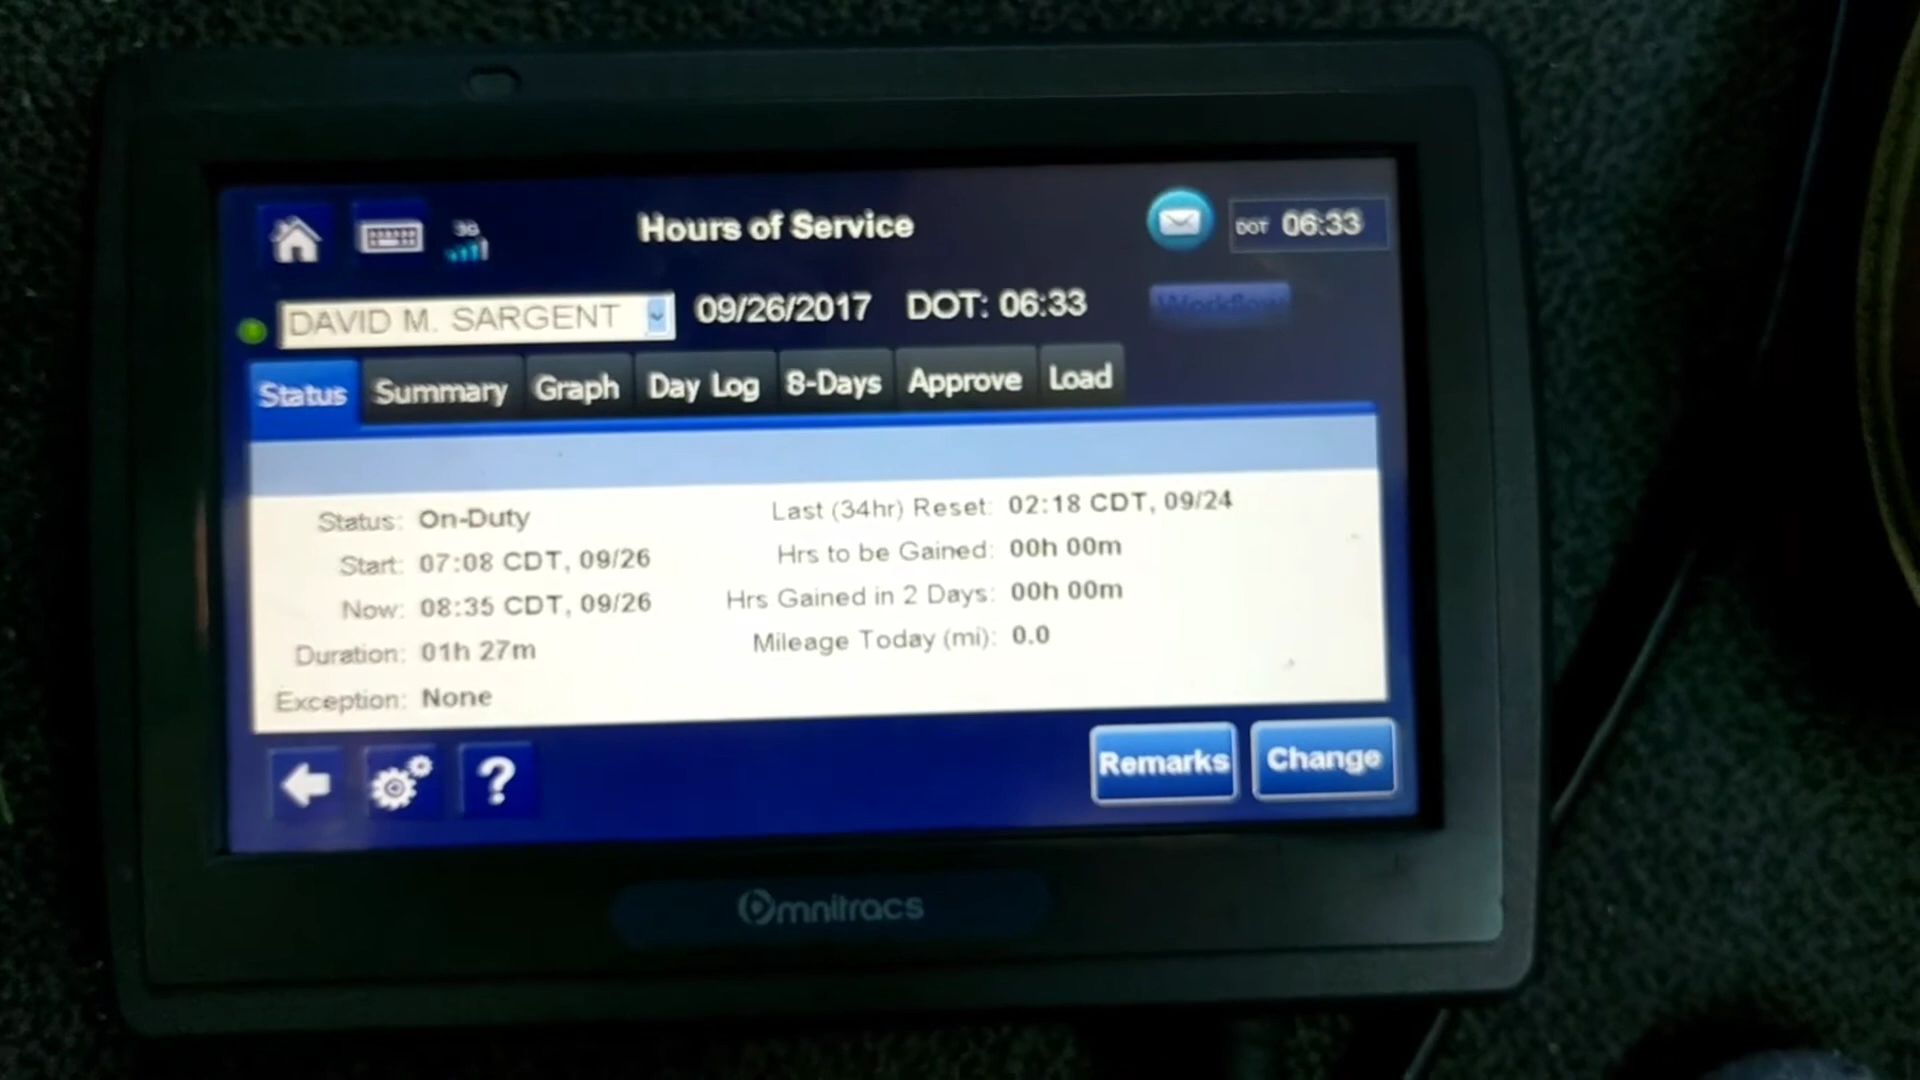 3G
Hours of Service
DOT 06:33
DAVID M. SARGENT
09/26/2017
DOT: 06:33
Workflow
Status
Summary
Graph
Day Log
8-Days
Approve
Load
Status: On-Duty
Start: 07:08 CDT, 09/26
Now: 08:35 CDT, 09/26
Duration: 01h 27m
Exception: None
Last (34hr) Reset: 02:18 CDT, 09/24
Hrs to be Gained: 00h 00m
Hrs Gained in 2 Days: 00h 00m
Mileage Today (mi): 0.0
?
Remarks
Change
Omnitracs